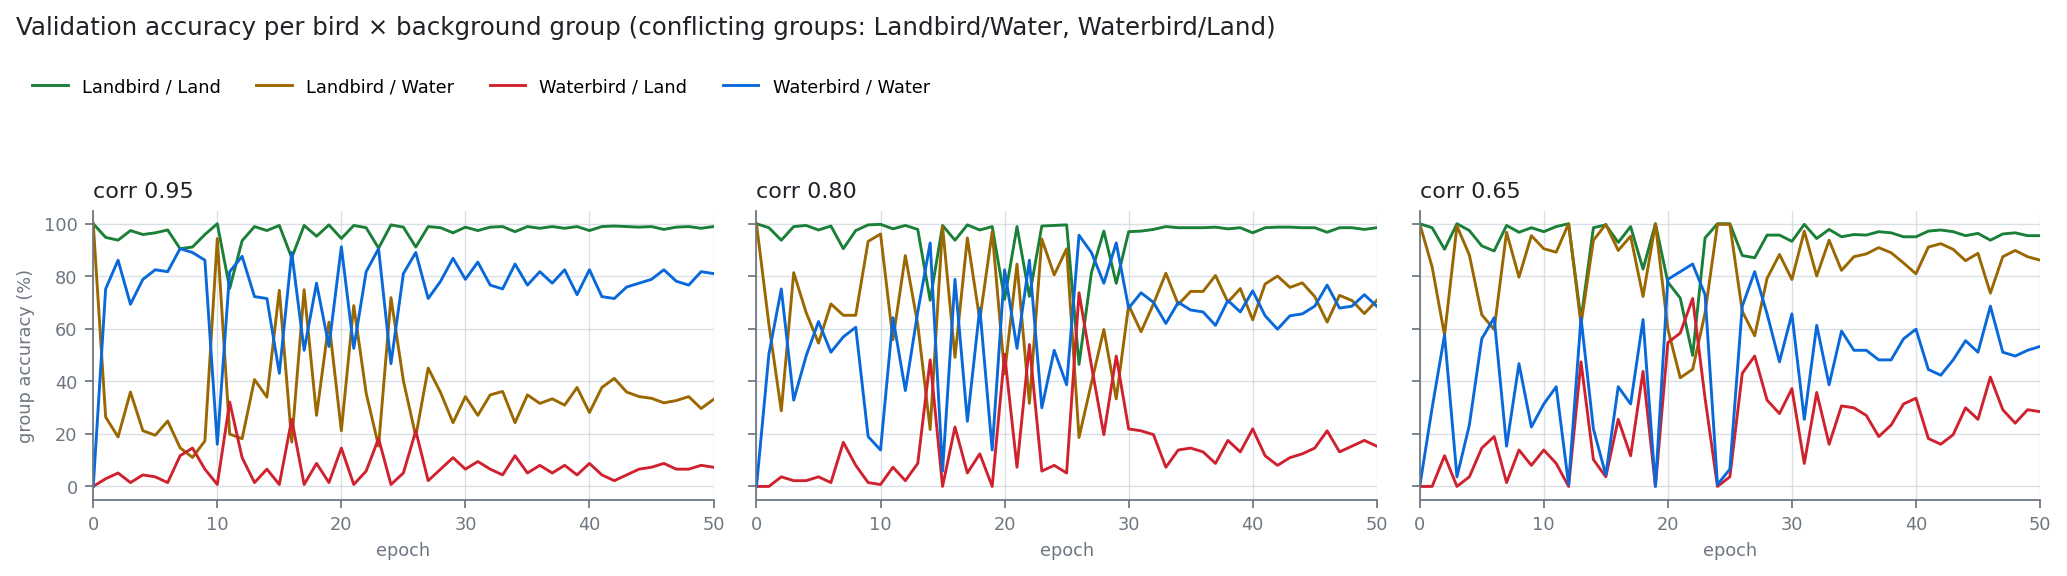 Validation accuracy per bird × background group (conflicting groups: Landbird/Water, Waterbird/Land)
Landbird / Land
Landbird / Water
Waterbird / Land
Waterbird / Water
corr 0.95
corr 0.80
corr 0.65
group accuracy (%)
100
80
60
40
20
0
0 10 20 30 40 50
0 10 20 30 40 50
0 10 20 30 40 50
epoch
epoch
epoch